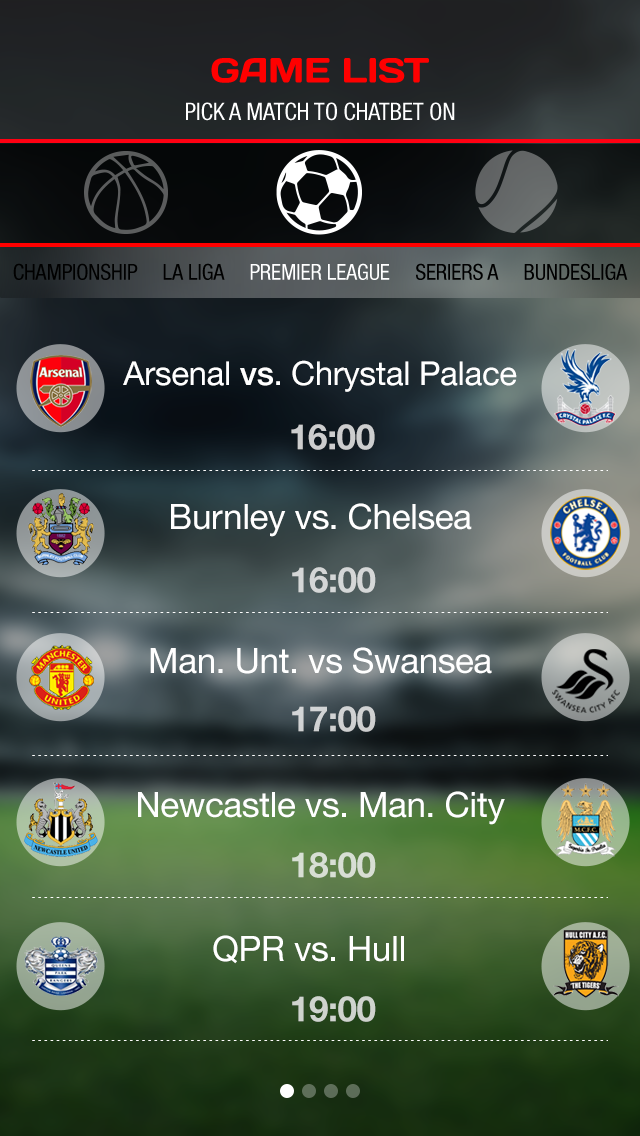 GAME LIST
PICK A MATCH TO CHATBET ON
CHAMPIONSHIP LA LIGA PREMIER LEAGUE SERIERS A BUNDESLIGA
Arsenal
Arsenal vs. Chrystal Palace
CRYSTAL PALACE F.C.
16:00
Burnley vs. Chelsea
CHELSEA
FOOTBALL CLUB
16:00
MANCHESTER
UNITED
Man. Unt. vs Swansea
SWANSEA CITY AFC
17:00
NEWCASTLE UNITED
Newcastle vs. Man. City
M.C.F.C.
18:00
QPR vs. Hull
HULL CITY A.F.C.
'THE TIGERS'
19:00